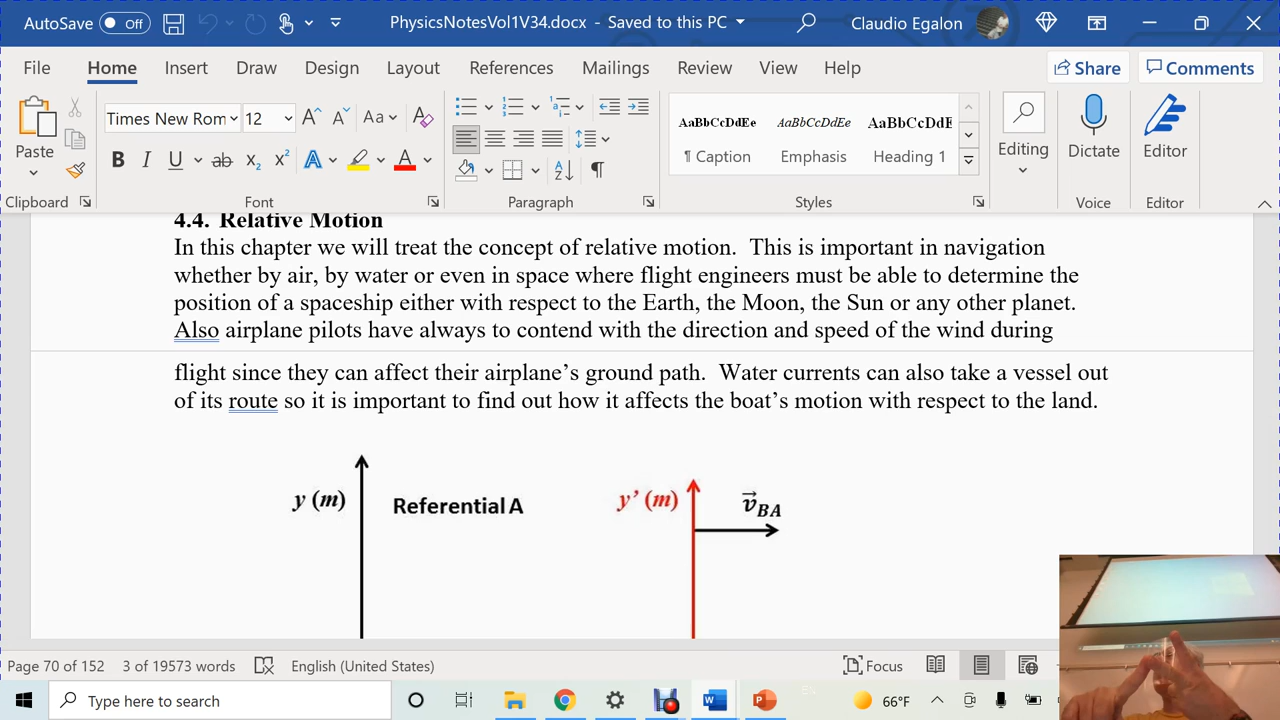 AutoSave Off PhysicsNotesVol1V34.docx - Saved to this PC Claudio Egalon
File Home Insert Draw Design Layout References Mailings Review View Help Share Comments
Times New Rom 12 A A Aa A
AaBbCcDdEe AaBbCcDdEe AaBbCcDdE
Paste B I U ab x2 x2 A A ¶ ¶ Caption Emphasis Heading 1 Editing Dictate Editor
Clipboard Font Paragraph Styles Voice Editor
4.4. Relative Motion
In this chapter we will treat the concept of relative motion. This is important in navigation
whether by air, by water or even in space where flight engineers must be able to determine the
position of a spaceship either with respect to the Earth, the Moon, the Sun or any other planet.
Also airplane pilots have always to contend with the direction and speed of the wind during
flight since they can affect their airplane’s ground path. Water currents can also take a vessel out
of its route so it is important to find out how it affects the boat’s motion with respect to the land.
y (m) Referential A y’ (m) v⃗BA
Page 70 of 152 3 of 19573 words English (United States) Focus
Type here to search 66°F